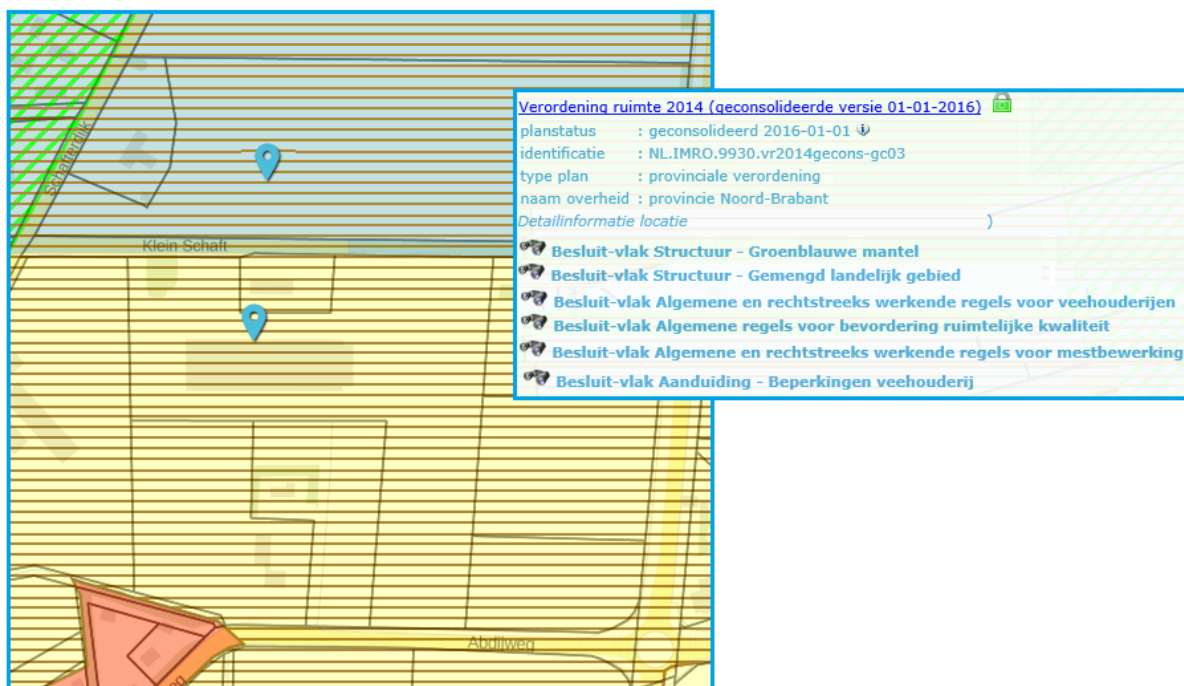 Schafterdijk
Klein Schaft
Abdijweg
Verordening ruimte 2014 (geconsolideerde versie 01-01-2016)
planstatus : geconsolideerd 2016-01-01
identificatie : NL.IMRO.9930.vr2014gecons-gc03
type plan : provinciale verordening
naam overheid : provincie Noord-Brabant
Detailinformatie locatie )
Besluit-vlak Structuur - Groenblauwe mantel
Besluit-vlak Structuur - Gemengd landelijk gebied
Besluit-vlak Algemene en rechtstreeks werkende regels voor veehouderijen
Besluit-vlak Algemene regels voor bevordering ruimtelijke kwaliteit
Besluit-vlak Algemene en rechtstreeks werkende regels voor mestbewerking
Besluit-vlak Aanduiding - Beperkingen veehouderij